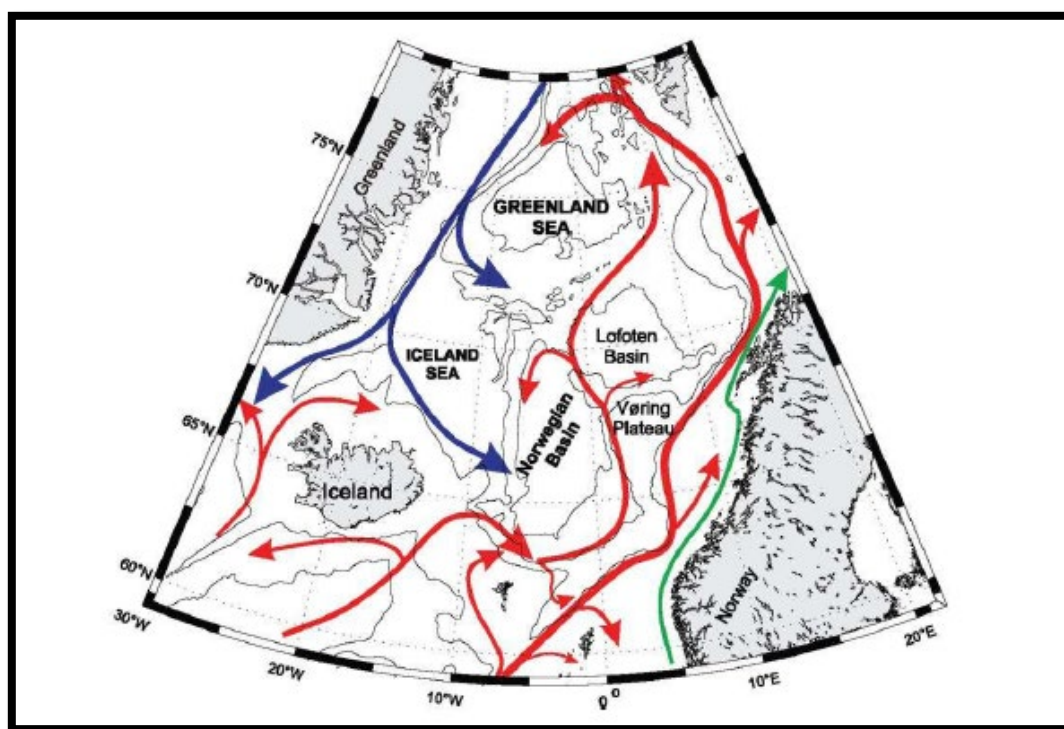 75°N
Greenland
GREENLAND
SEA
70°N
Lofoten
Basin
ICELAND
SEA
65°N
Vøring
Plateau
Norwegian
Basin
Iceland
60°N
Norway
30°W
20°W
10°W
0°
10°E
20°E